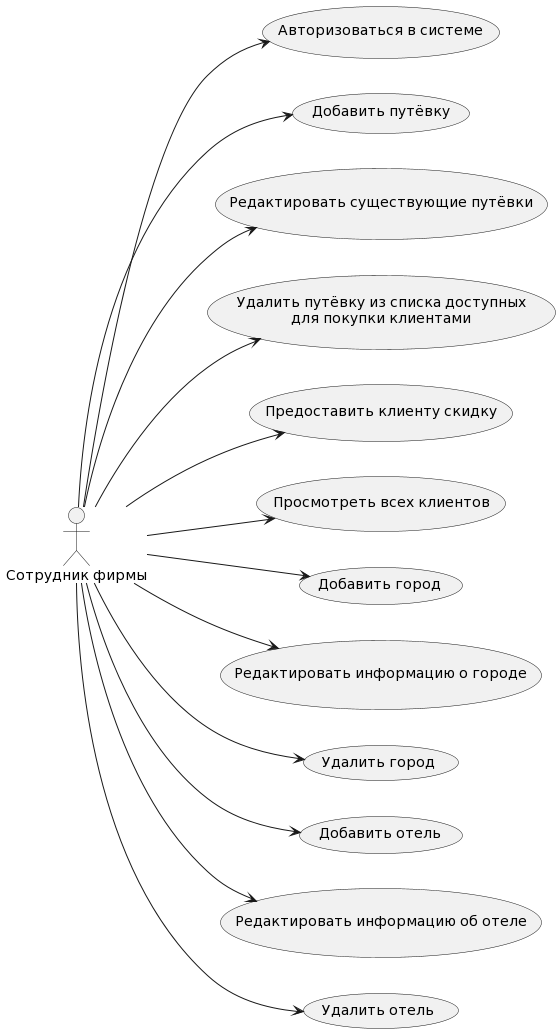 Авторизоваться в системе
Добавить путёвку
Редактировать существующие путёвки
Удалить путёвку из списка доступных
для покупки клиентами
Предоставить клиенту скидку
Просмотреть всех клиентов
Сотрудник фирмы
Добавить город
Редактировать информацию о городе
Удалить город
Добавить отель
Редактировать информацию об отеле
Удалить отель